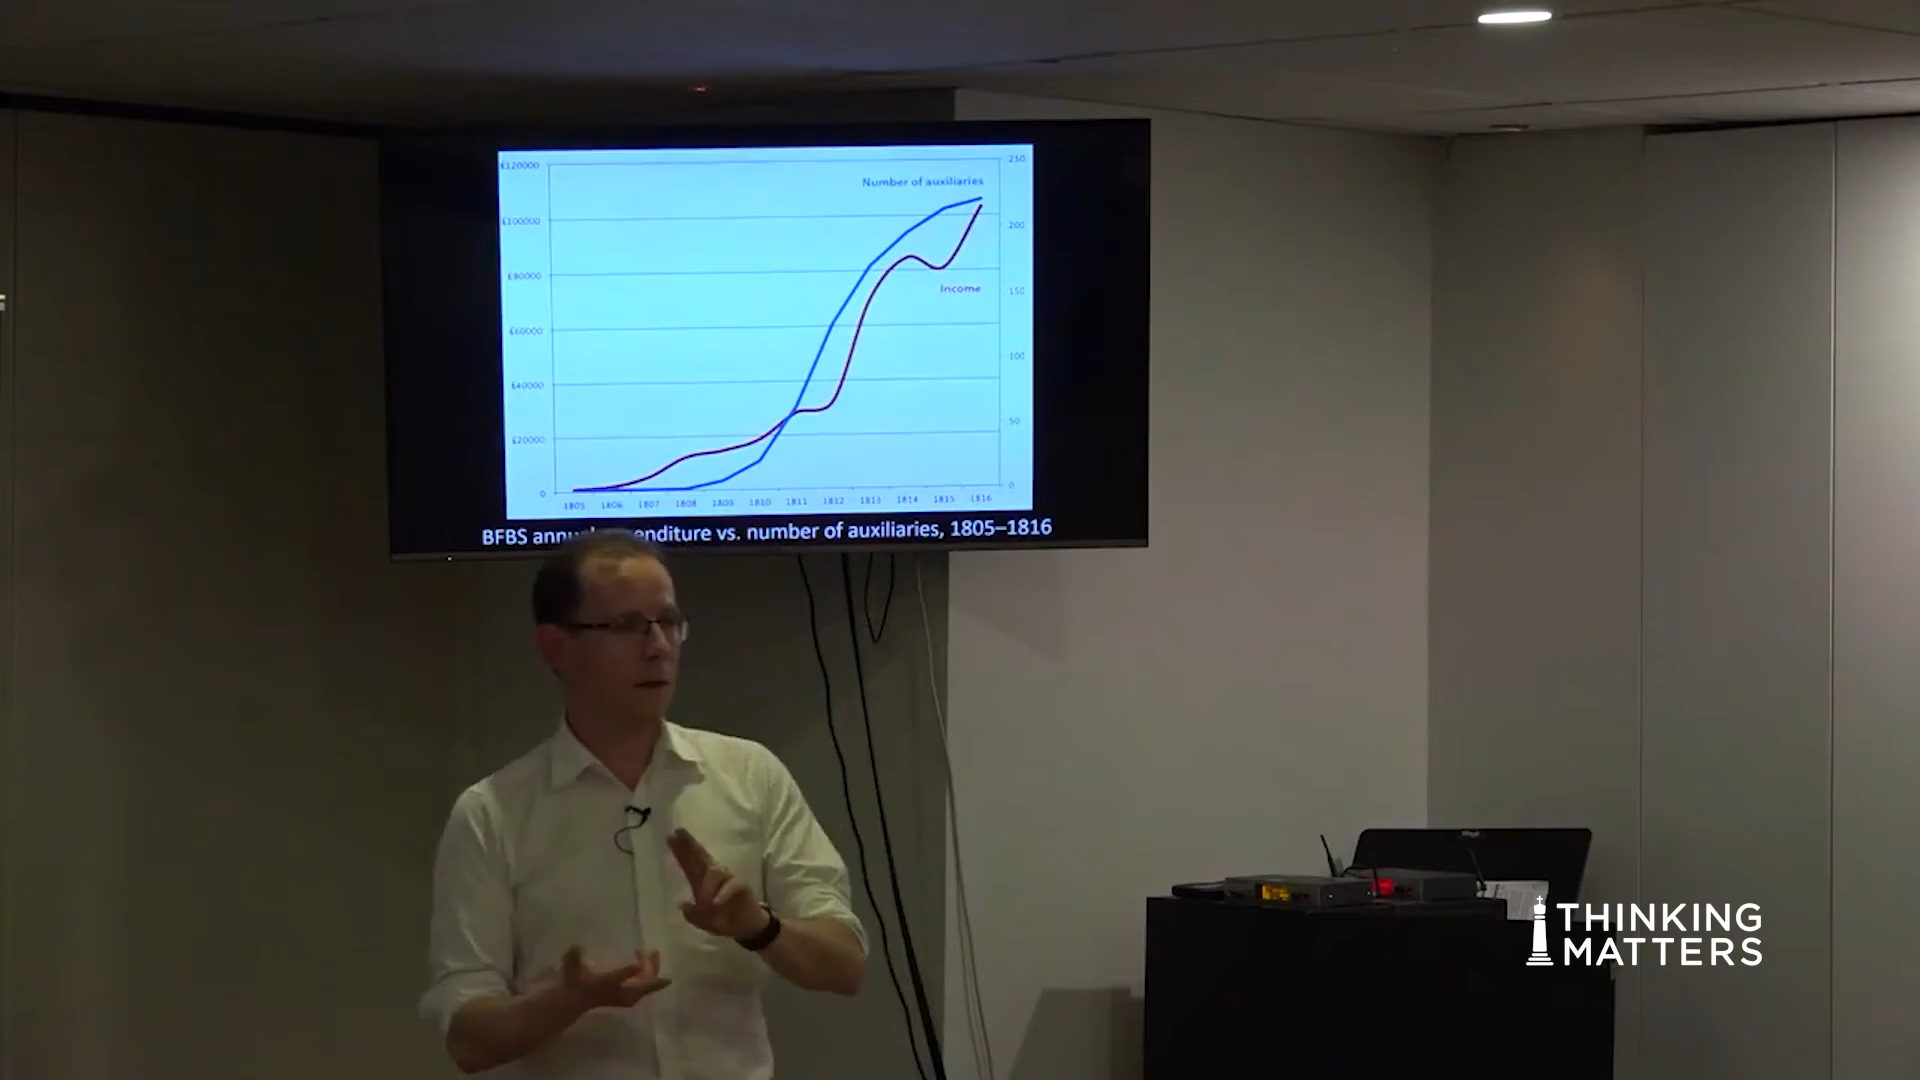 £120000
£100000
£80000
£60000
£40000
£20000
0
250
200
150
100
50
0
Number of auxiliaries
Income
1805 1806 1807 1808 1809 1810 1811 1812 1813 1814 1815 1816
BFBS vs. number of auxiliaries, 1805–1816
THINKING
MATTERS